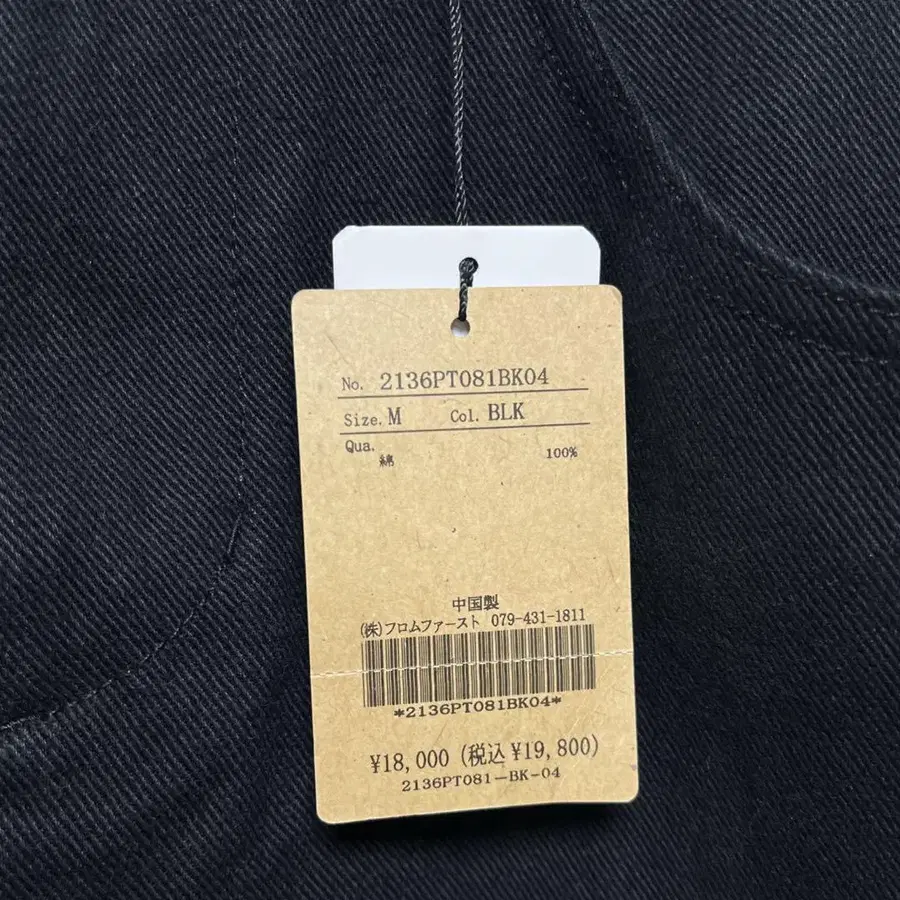 No. 2136PT081BK04
Size. M Col. BLK
Qua.
綿 100%
中国製
(株)フロムファースト 079-431-1811
*2136PT081BK04*
¥18,000 (税込 ¥19,800)
2136PT081-BK-04